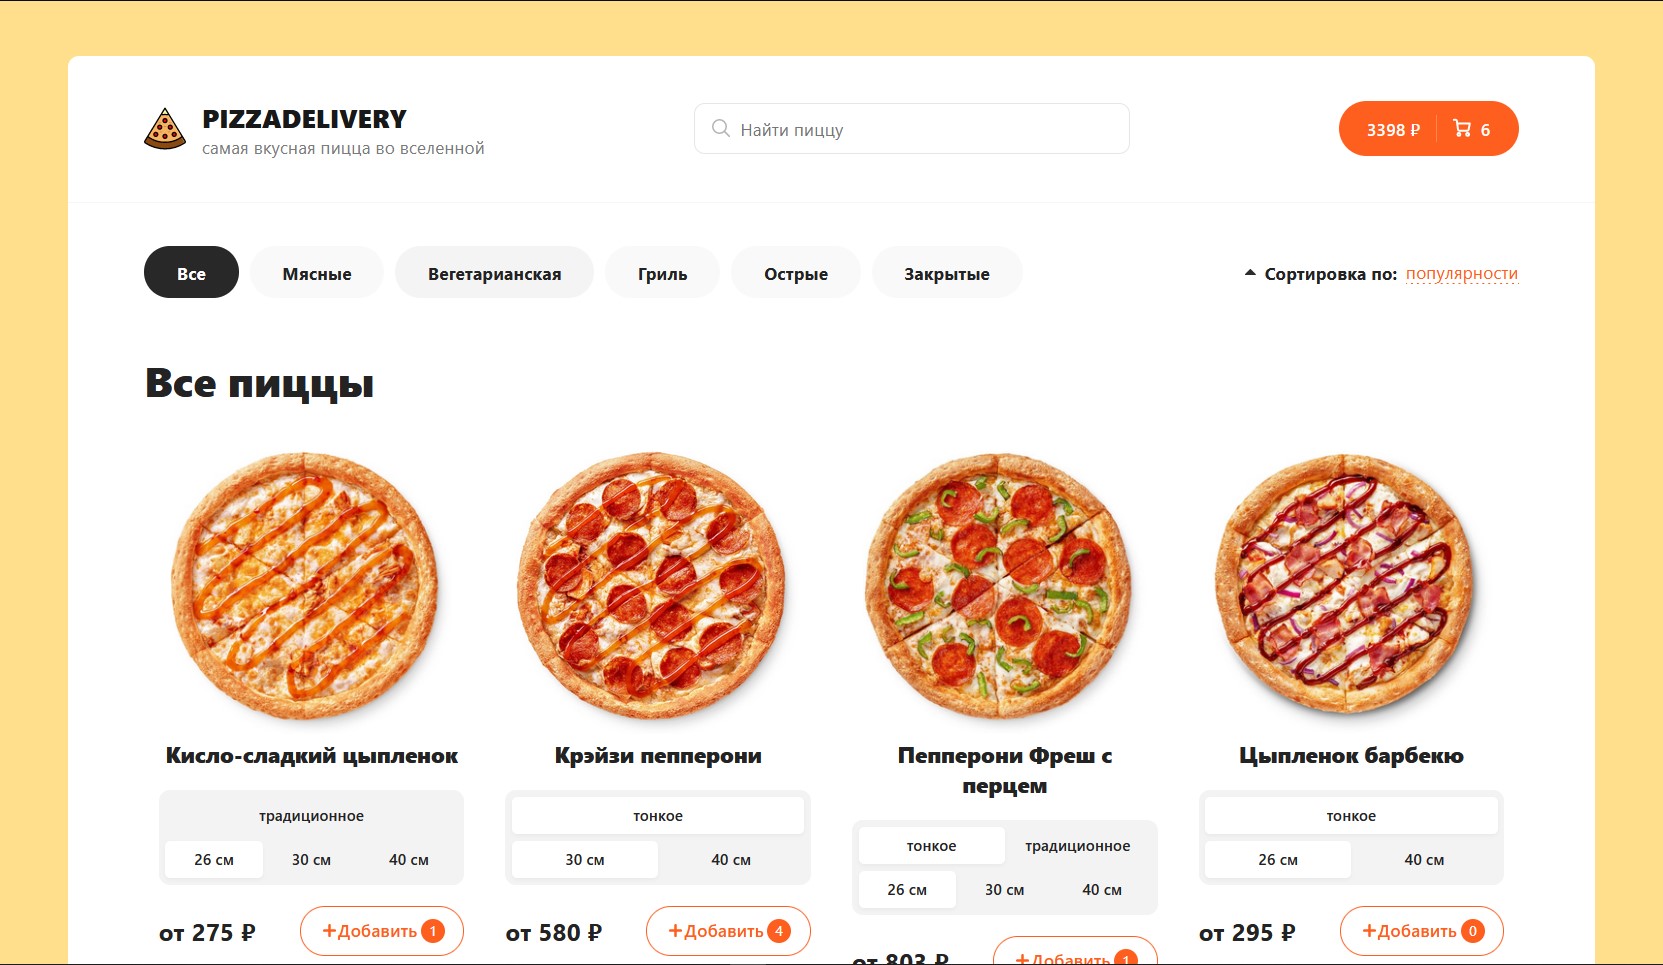 PIZZADELIVERY
самая вкусная пицца во вселенной
Найти пиццу
3398 ₽ 6
Все Мясные Вегетарианская Гриль Острые Закрытые
Сортировка по: популярности
Все пиццы
Кисло-сладкий цыпленок
традиционное
26 см 30 см 40 см
от 275 ₽ +Добавить 1
Крэйзи пепперони
тонкое
30 см 40 см
от 580 ₽ +Добавить 4
Пепперони Фреш с
перцем
тонкое традиционное
26 см 30 см 40 см
от 803 ₽ +Добавить 1
Цыпленок барбекю
тонкое
26 см 40 см
от 295 ₽ +Добавить 0